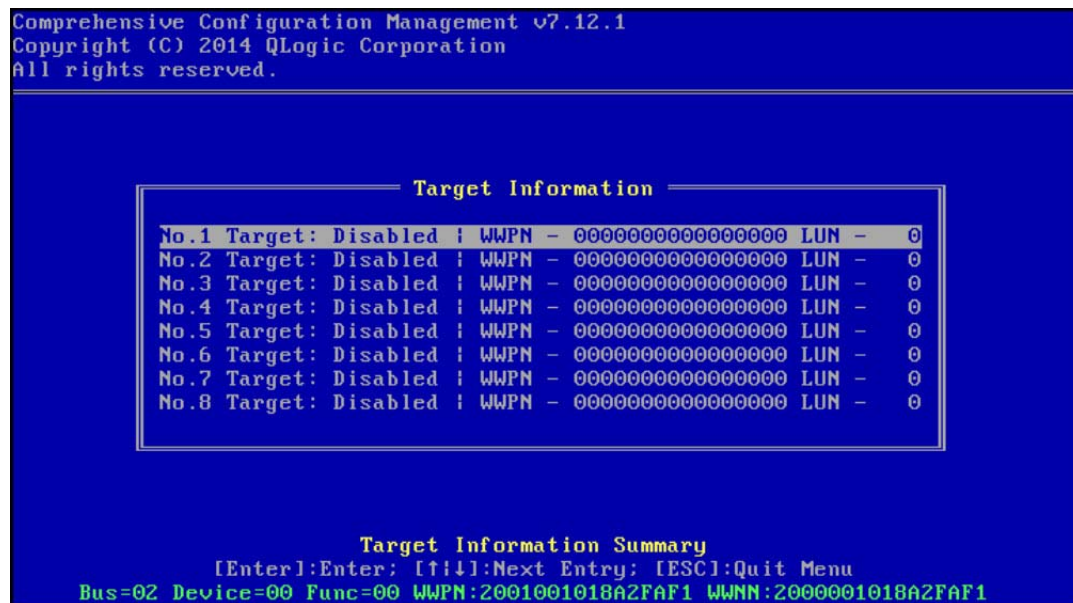 Comprehensive Configuration Management v7.12.1
Copyright (C) 2014 QLogic Corporation
All rights reserved.
Target Information
No.1 Target: Disabled ¦ WWPN - 0000000000000000 LUN - 0
No.2 Target: Disabled ¦ WWPN - 0000000000000000 LUN - 0
No.3 Target: Disabled ¦ WWPN - 0000000000000000 LUN - 0
No.4 Target: Disabled ¦ WWPN - 0000000000000000 LUN - 0
No.5 Target: Disabled ¦ WWPN - 0000000000000000 LUN - 0
No.6 Target: Disabled ¦ WWPN - 0000000000000000 LUN - 0
No.7 Target: Disabled ¦ WWPN - 0000000000000000 LUN - 0
No.8 Target: Disabled ¦ WWPN - 0000000000000000 LUN - 0
Target Information Summary
[Enter]:Enter; [↑¦↓]:Next Entry; [ESC]:Quit Menu
Bus=02 Device=00 Func=00 WWPN:2001001018A2FAF1 WWNN:2000001018A2FAF1